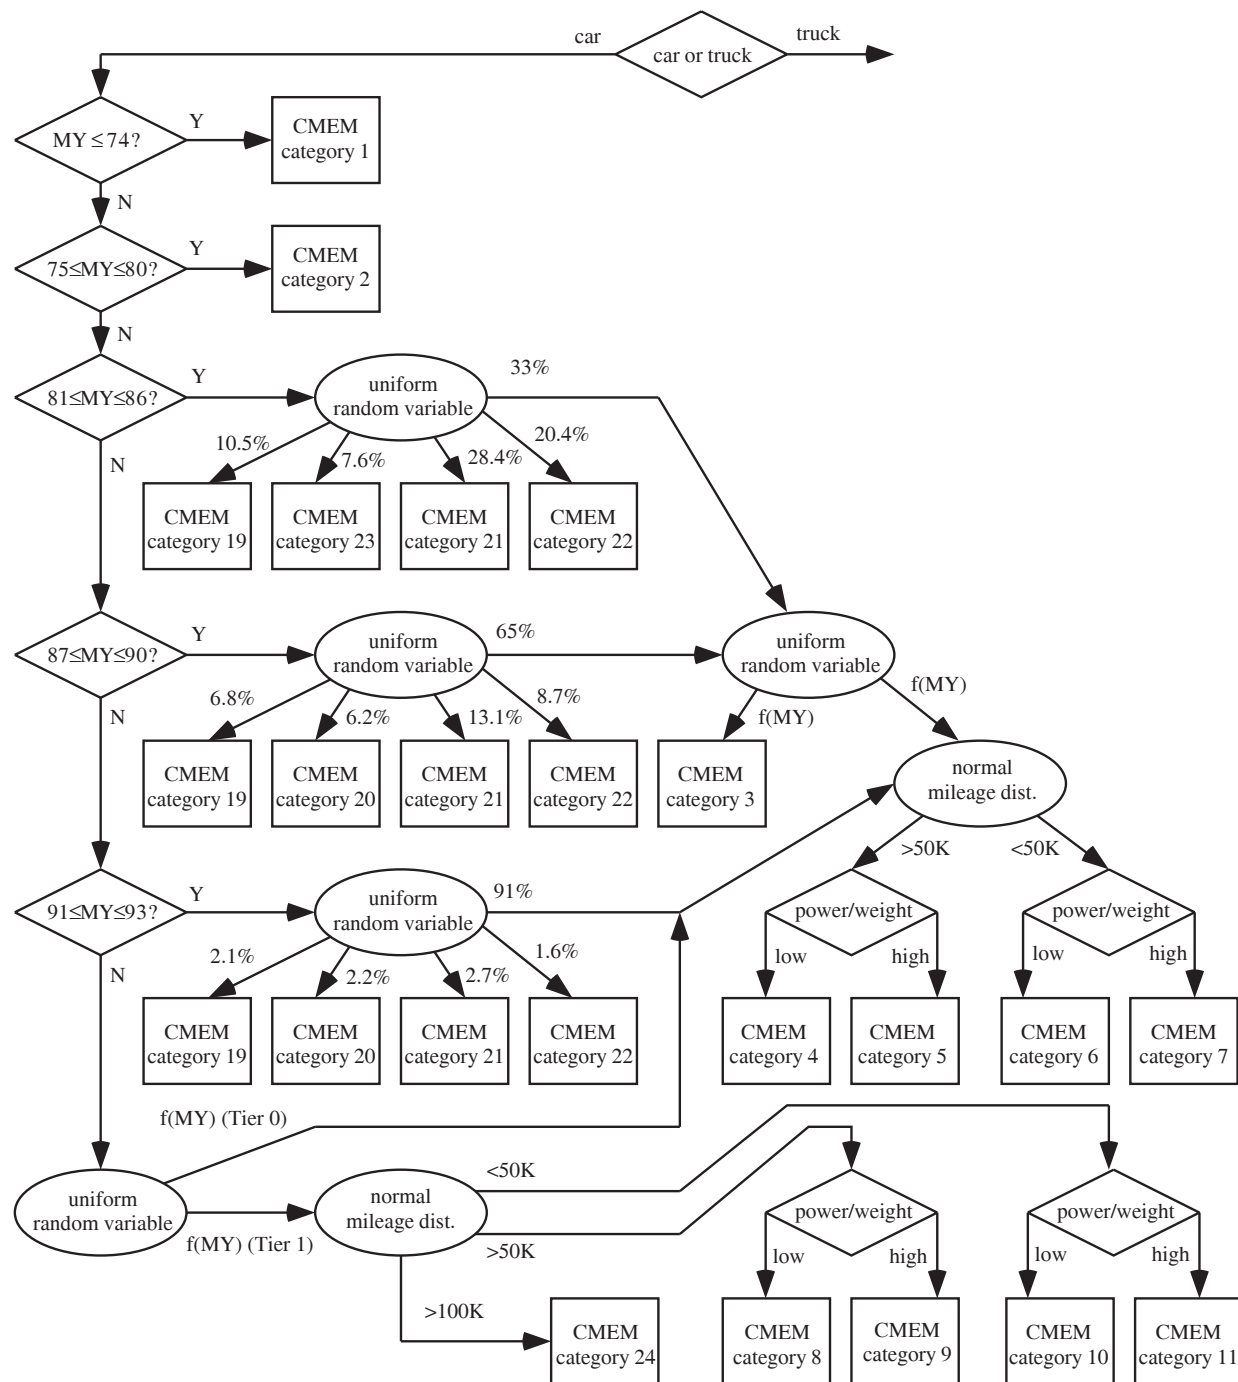 car
car or truck
truck
MY ≤ 74?
Y
CMEM
category 1
N
75≤MY≤80?
Y
CMEM
category 2
N
81≤MY≤86?
Y
uniform
random variable
33%
10.5%
7.6%
28.4%
20.4%
N
CMEM
category 19
CMEM
category 23
CMEM
category 21
CMEM
category 22
87≤MY≤90?
Y
uniform
random variable
65%
uniform
random variable
6.8%
6.2%
13.1%
8.7%
f(MY)
f(MY)
N
CMEM
category 19
CMEM
category 20
CMEM
category 21
CMEM
category 22
CMEM
category 3
normal
mileage dist.
>50K
<50K
91≤MY≤93?
Y
uniform
random variable
91%
power/weight
power/weight
2.1%
2.2%
2.7%
1.6%
low
high
low
high
N
CMEM
category 19
CMEM
category 20
CMEM
category 21
CMEM
category 22
CMEM
category 4
CMEM
category 5
CMEM
category 6
CMEM
category 7
f(MY) (Tier 0)
uniform
random variable
f(MY) (Tier 1)
normal
mileage dist.
<50K
>50K
power/weight
power/weight
low
high
low
high
>100K
CMEM
category 24
CMEM
category 8
CMEM
category 9
CMEM
category 10
CMEM
category 11